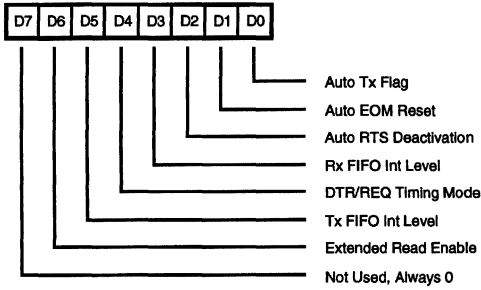 D7 D6 D5 D4 D3 D2 D1 D0
Auto Tx Flag
Auto EOM Reset
Auto RTS Deactivation
Rx FIFO Int Level
DTR/REQ Timing Mode
Tx FIFO Int Level
Extended Read Enable
Not Used, Always 0